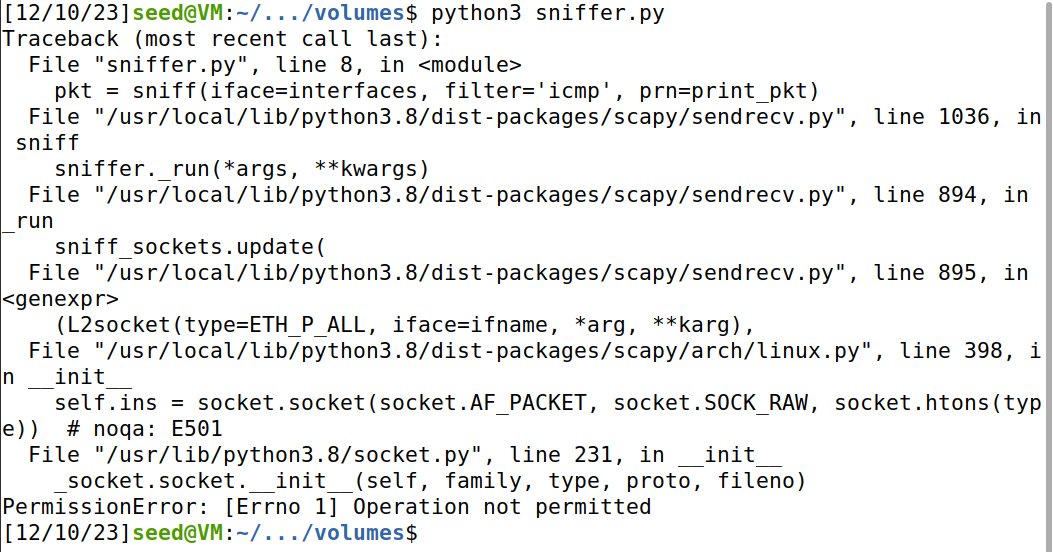 [12/10/23]seed@VM:~/.../volumes$ python3 sniffer.py
Traceback (most recent call last):
  File "sniffer.py", line 8, in <module>
    pkt = sniff(iface=interfaces, filter='icmp', prn=print_pkt)
  File "/usr/local/lib/python3.8/dist-packages/scapy/sendrecv.py", line 1036, in
 sniff
    sniffer._run(*args, **kwargs)
  File "/usr/local/lib/python3.8/dist-packages/scapy/sendrecv.py", line 894, in
_run
    sniff_sockets.update(
  File "/usr/local/lib/python3.8/dist-packages/scapy/sendrecv.py", line 895, in
<genexpr>
    (L2socket(type=ETH_P_ALL, iface=ifname, *arg, **karg),
  File "/usr/local/lib/python3.8/dist-packages/scapy/arch/linux.py", line 398, i
n __init__
    self.ins = socket.socket(socket.AF_PACKET, socket.SOCK_RAW, socket.htons(typ
e))  # noqa: E501
  File "/usr/lib/python3.8/socket.py", line 231, in __init__
    _socket.socket.__init__(self, family, type, proto, fileno)
PermissionError: [Errno 1] Operation not permitted
[12/10/23]seed@VM:~/.../volumes$